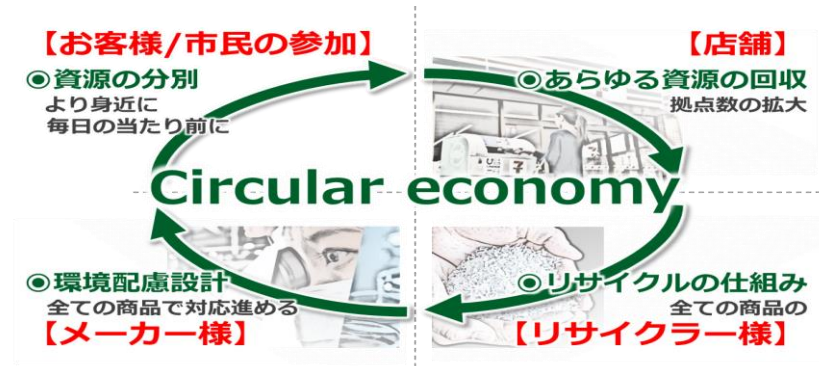 【お客様/市民の参加】
◉資源の分別
より身近に
毎日の当たり前に
【店舗】
◉あらゆる資源の回収
拠点数の拡大
Circular economy
◉環境配慮設計
全ての商品で対応進める
【メーカー様】
◉リサイクルの仕組み
全ての商品の
【リサイクラー様】